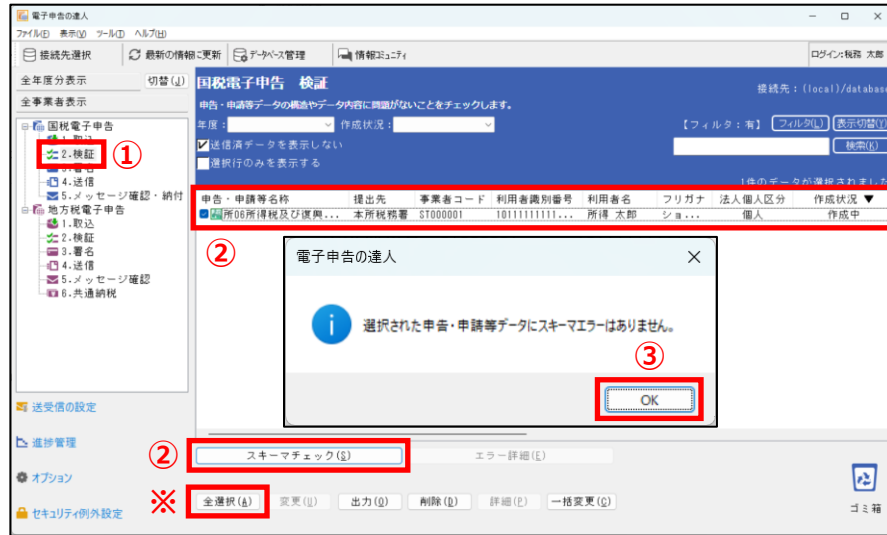 電子申告の達人
ファイル(F) 表示(V) ツール(T) ヘルプ(H)
接続先選択 最新の情報に更新 データベース管理 情報コミュニティ ログイン:税務 太郎
全年度分表示 切替(J)
全事業者表示
国税電子申告
1.取込
2.検証
3.署名
4.送信
5.メッセージ確認・納付
地方税電子申告
1.取込
2.検証
3.署名
4.送信
5.メッセージ確認
6.共通納税
①
送受信の設定
進捗管理
オプション
セキュリティ例外設定
国税電子申告 検証
接続先:(local)/database
申告・申請等データの構造やデータ内容に問題がないことをチェックします。
年度: 作成状況: 【フィルタ:有】 フィルタ(L) 表示切替(Y)
送信済データを表示しない 検索(K)
選択行のみを表示する
1件のデータが選択されました
申告・申請等名称 提出先 事業者コード 利用者識別番号 利用者名 フリガナ 法人個人区分 作成状況 ▼
所06所得税及び復興... 本所税務署 ST000001 10111111111... 所得 太郎 ショ... 個人 作成中
②
電子申告の達人
選択された申告・申請等データにスキーマエラーはありません。
③
OK
② スキーマチェック(S) エラー詳細(E)
※ 全選択(A) 変更(U) 出力(O) 削除(D) 詳細(P) 一括変更(C)
ゴミ箱